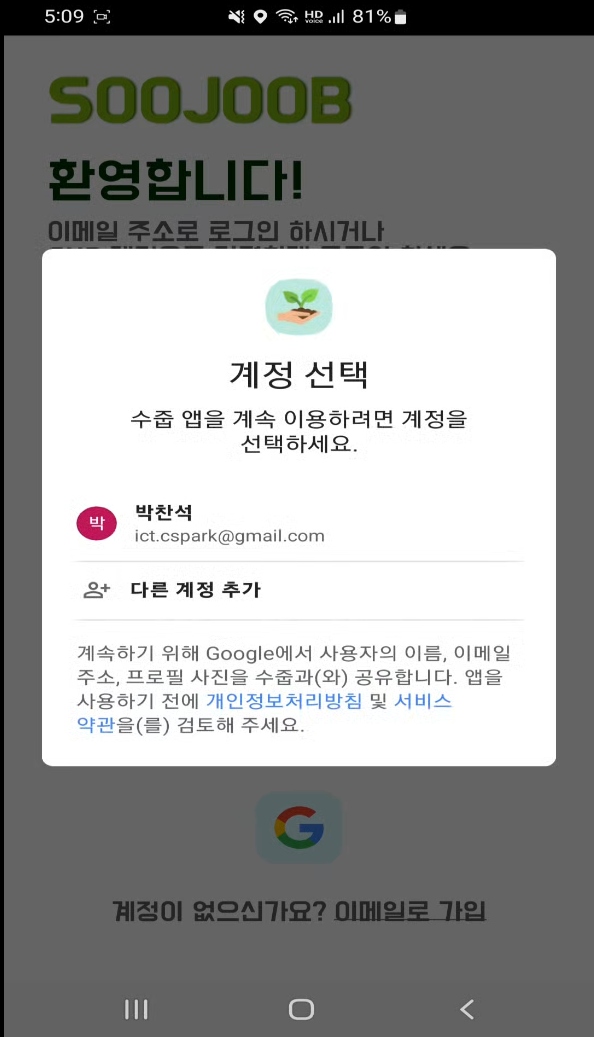 5:09
HD
voice
81%
SOOJOOB
환영합니다!
이메일 주소로 로그인 하시거나
계정 선택
수줍 앱을 계속 이용하려면 계정을
선택하세요.
박
박찬석
ict.cspark@gmail.com
다른 계정 추가
계속하기 위해 Google에서 사용자의 이름, 이메일
주소, 프로필 사진을 수줍과(와) 공유합니다. 앱을
사용하기 전에 개인정보처리방침 및 서비스
약관을(를) 검토해 주세요.
G
계정이 없으신가요? 이메일로 가입